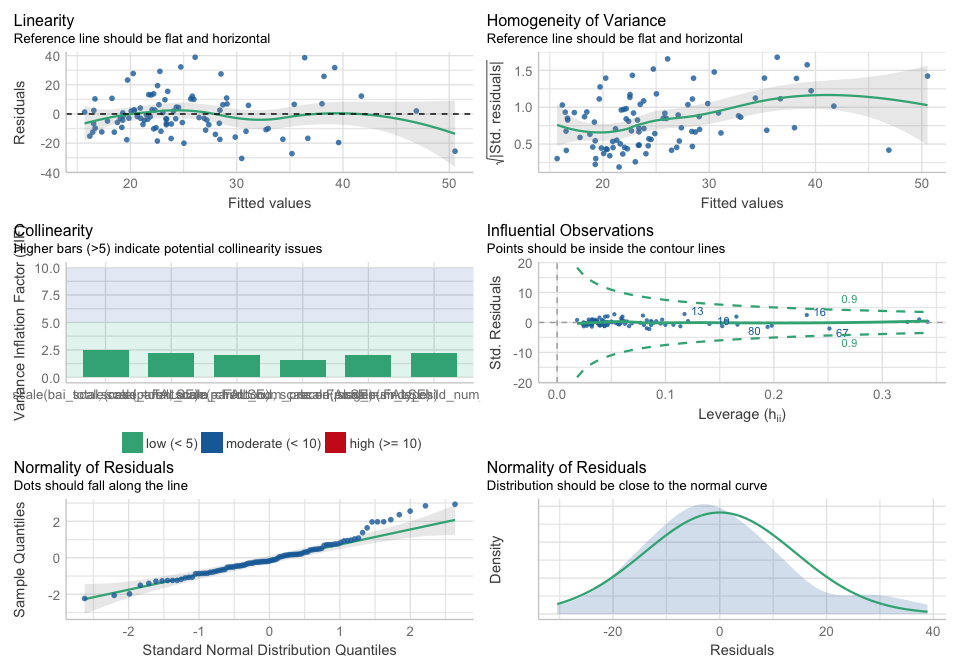 Linearity
Reference line should be flat and horizontal
40
20
0
-20
-40
20
30
40
50
Residuals
Fitted values
Homogeneity of Variance
Reference line should be flat and horizontal
1.5
1.0
0.5
20
30
40
50
√|Std. residuals|
Fitted values
Collinearity
Higher bars (>5) indicate potential collinearity issues
10.0
7.5
5.0
2.5
0.0
Variance Inflation Factor
low (< 5)
moderate (< 10)
high (>= 10)
Influential Observations
Points should be inside the contour lines
20
10
0
-10
-20
0.0
0.1
0.2
0.3
0.9
13
16
80
67
0.9
Std. Residuals
Leverage (hii)
Normality of Residuals
Dots should fall along the line
2
0
-2
-2
-1
0
1
2
Sample Quantiles
Standard Normal Distribution Quantiles
Normality of Residuals
Distribution should be close to the normal curve
Density
-20
0
20
40
Residuals